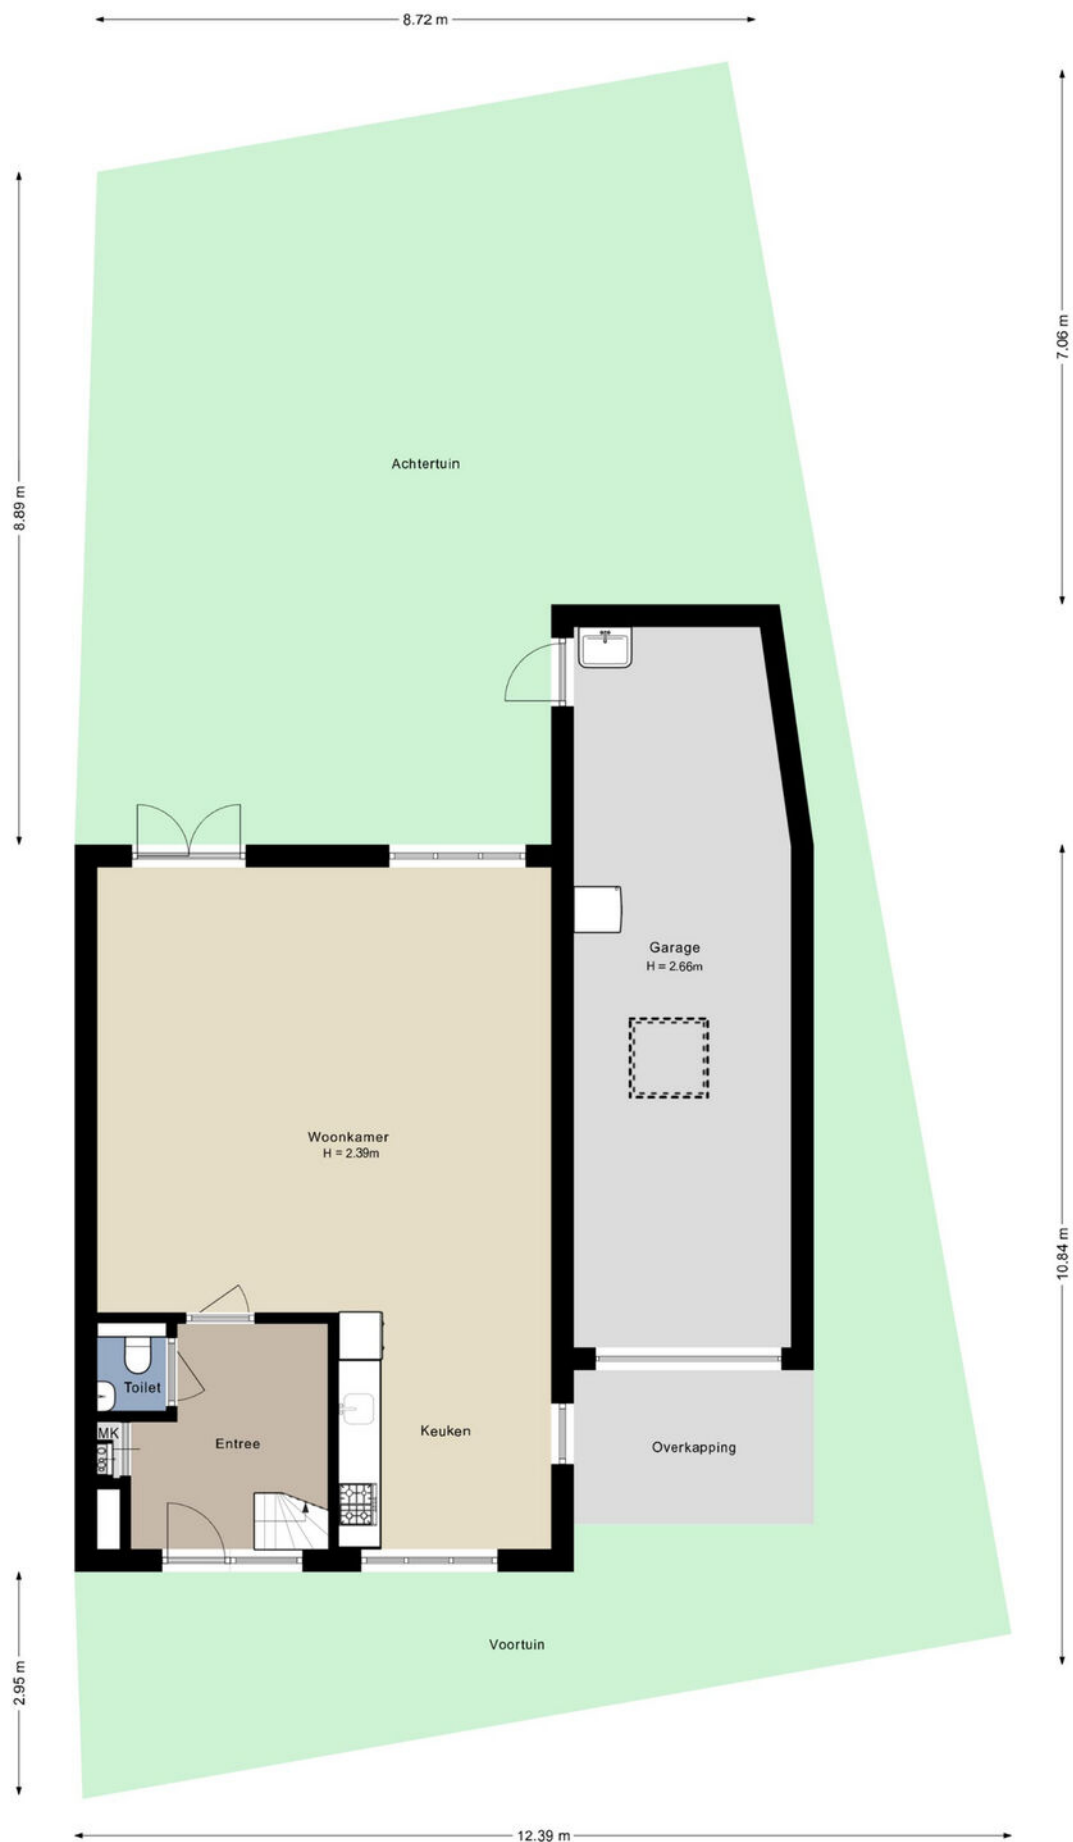 8.72 m
7.06 m
8.89 m
Achtertuin
Garage
H = 2.66m
Woonkamer
H = 2.39m
10.84 m
Toilet
MK
Entree
Keuken
Overkapping
Voortuin
2.95 m
12.39 m